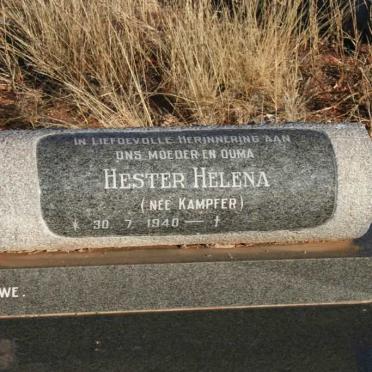 IN LIEFDEVOLLE HERINNERING AAN
ONS MOEDER EN OUMA
HESTER HELENA
(NEE KAMPFER)
* 30. 7. 1940 — †
WE.